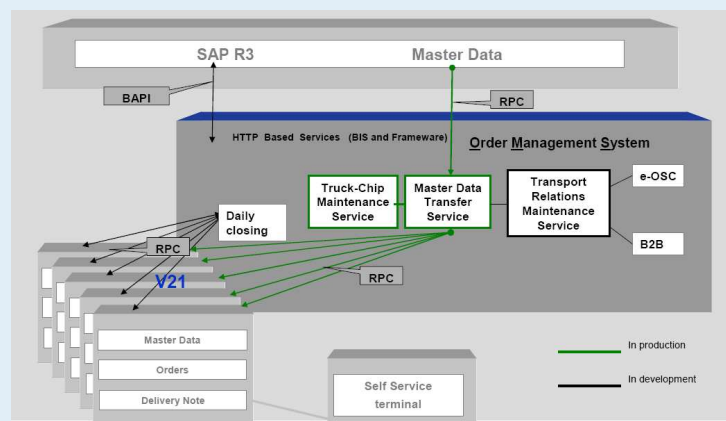 SAP R3
Master Data
BAPI
RPC
HTTP Based Services (BIS and Frameware)
Order Management System
Truck-Chip
Maintenance
Service
Master Data
Transfer
Service
Transport
Relations
Maintenance
Service
e-OSC
B2B
Daily
closing
RPC
RPC
V21
Master Data
Orders
Delivery Note
Self Service
terminal
In production
In development